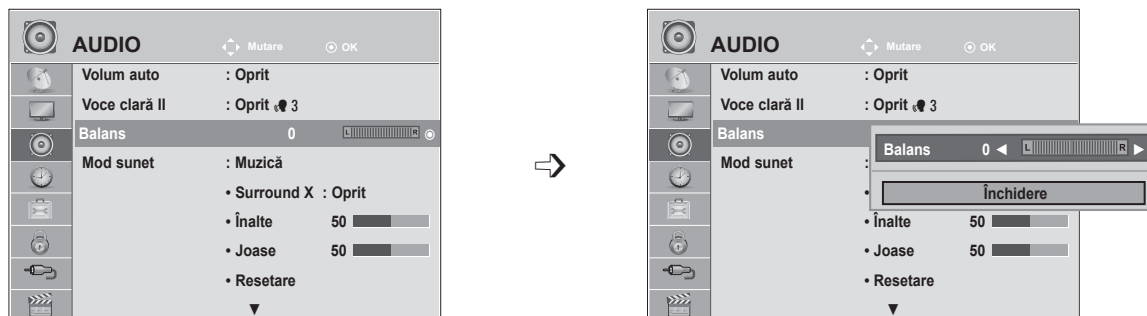 AUDIO Mutare OK
Volum auto : Oprit
Voce clară II : Oprit 3
Balans 0 L R
Mod sunet : Muzică
• Surround X : Oprit
• Înalte 50
• Joase 50
• Resetare
▼
AUDIO Mutare OK
Volum auto : Oprit
Voce clară II : Oprit 3
Balans
Balans 0 ◄ L R ►
Mod sunet :
•
Închidere
• Înalte 50
• Joase 50
• Resetare
▼